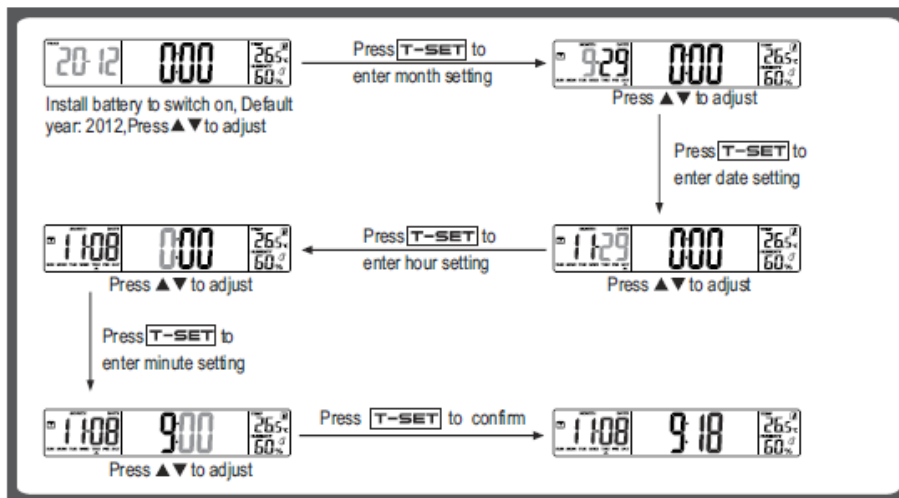 20 12 0:00 26.5°c 60%
Press T-SET to
enter month setting
9:29 0:00 26.5°c 60%
Install battery to switch on, Default
year: 2012,Press▲▼to adjust
Press ▲▼ to adjust
Press T-SET to
enter date setting
11:29 0:00 26.5°c 60%
Press ▲▼ to adjust
Press T-SET to
enter hour setting
11:08 0:00 26.5°c 60%
Press ▲▼ to adjust
Press T-SET to
enter minute setting
11:08 9:00 26.5°c 60%
Press ▲▼ to adjust
Press T-SET to confirm
11:08 9:18 26.5°c 60%